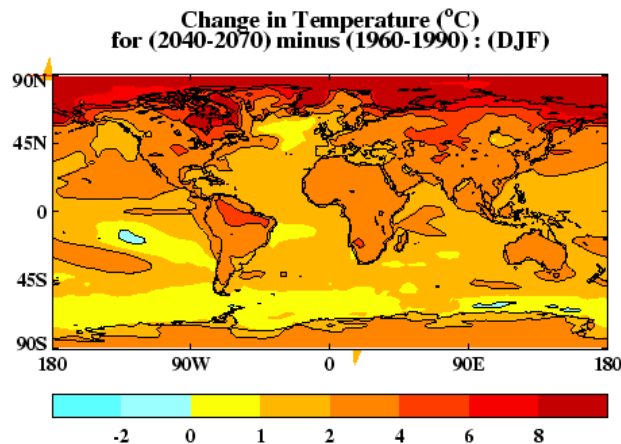 Change in Temperature (°C)
for (2040-2070) minus (1960-1990) : (DJF)
90N
45N
0
45S
90S
180 90W 0 90E 180
-2 0 1 2 4 6 8